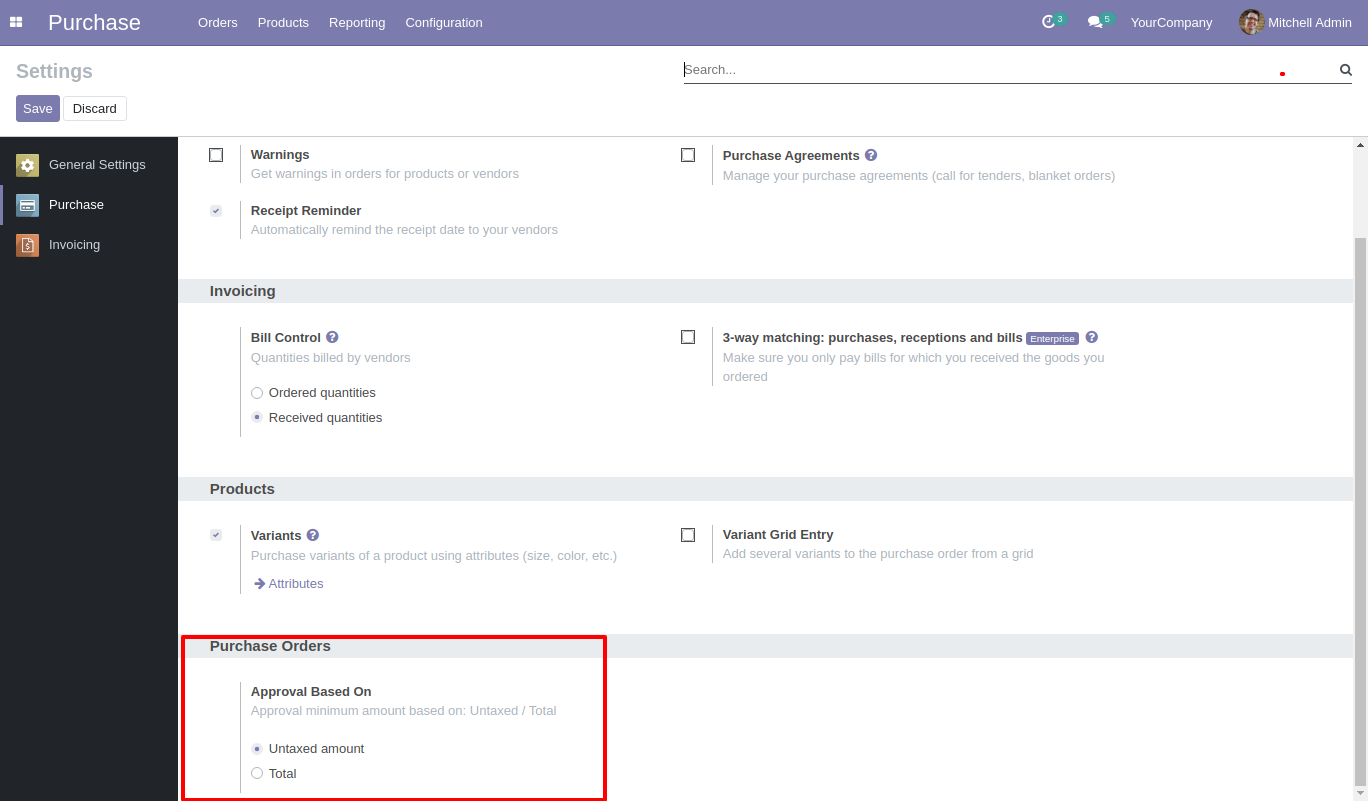 Purchase Orders Products Reporting Configuration 3 5 YourCompany Mitchell Admin
Settings
Search...
Save Discard
General Settings
Purchase
Invoicing
Warnings
Get warnings in orders for products or vendors
Purchase Agreements ?
Manage your purchase agreements (call for tenders, blanket orders)
Receipt Reminder
Automatically remind the receipt date to your vendors
Invoicing
Bill Control ?
Quantities billed by vendors
Ordered quantities
Received quantities
3-way matching: purchases, receptions and bills Enterprise ?
Make sure you only pay bills for which you received the goods you
ordered
Products
Variants ?
Purchase variants of a product using attributes (size, color, etc.)
Attributes
Variant Grid Entry
Add several variants to the purchase order from a grid
Purchase Orders
Approval Based On
Approval minimum amount based on: Untaxed / Total
Untaxed amount
Total